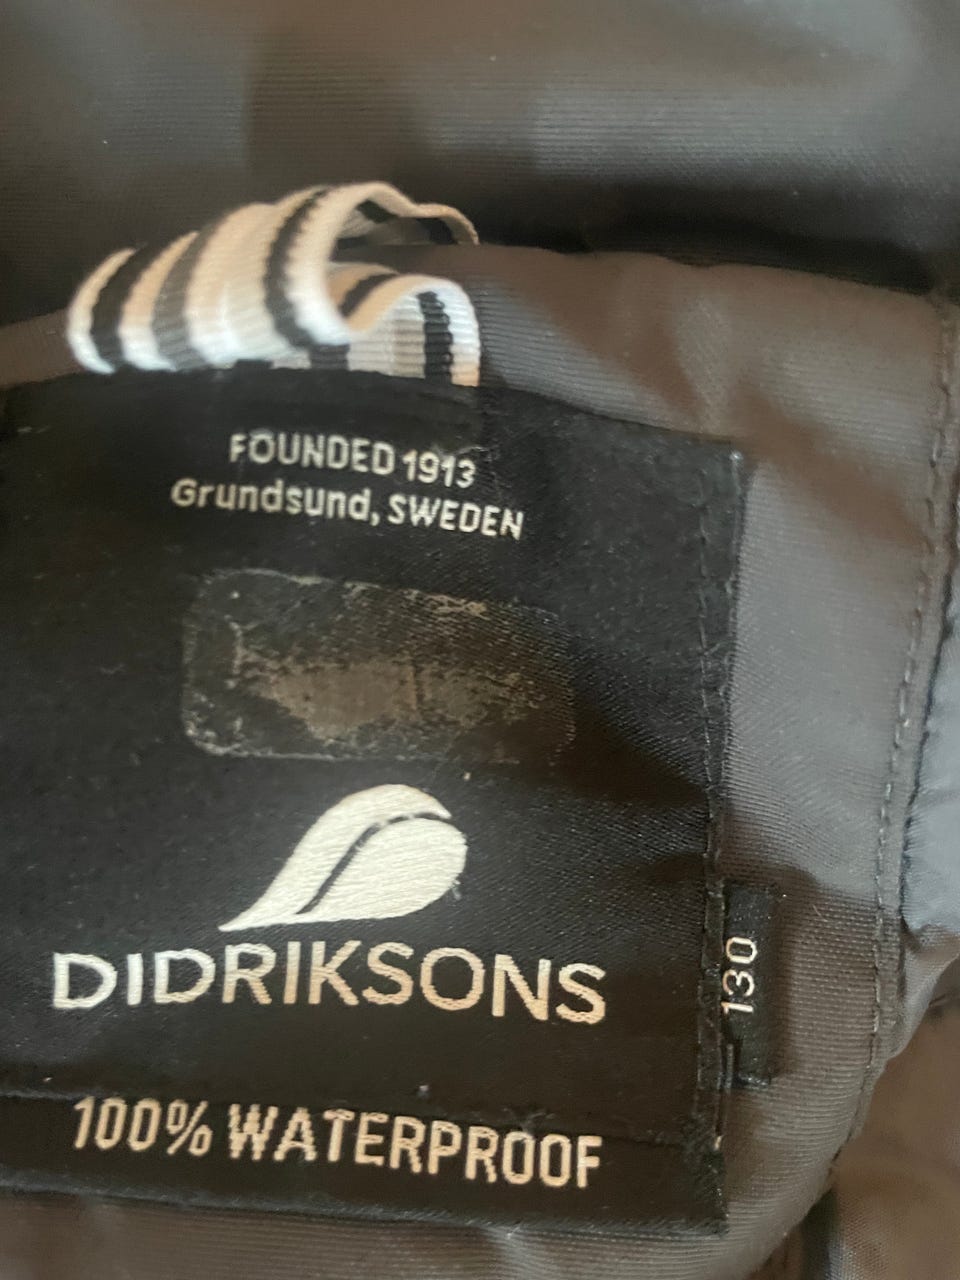 FOUNDED 1913
Grundsund, SWEDEN
DIDRIKSONS
130
100% WATERPROOF